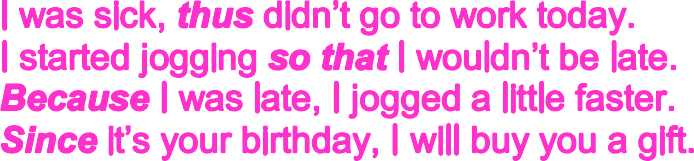 I was sick, thus didn't go to work today.
I started jogging so that I wouldn't be late.
Because I was late, I jogged a little faster.
Since it's your birthday, I will buy you a gift.